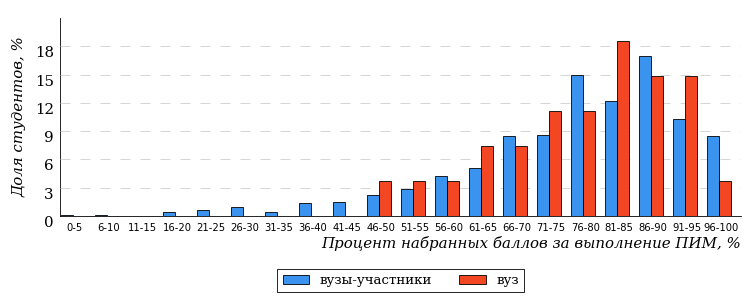 Доля студентов, %
18
15
12
9
6
3
0
0-5 6-10 11-15 16-20 21-25 26-30 31-35 36-40 41-45 46-50 51-55 56-60 61-65 66-70 71-75 76-80 81-85 86-90 91-95 96-100
Процент набранных баллов за выполнение ПИМ, %
вузы-участники вуз